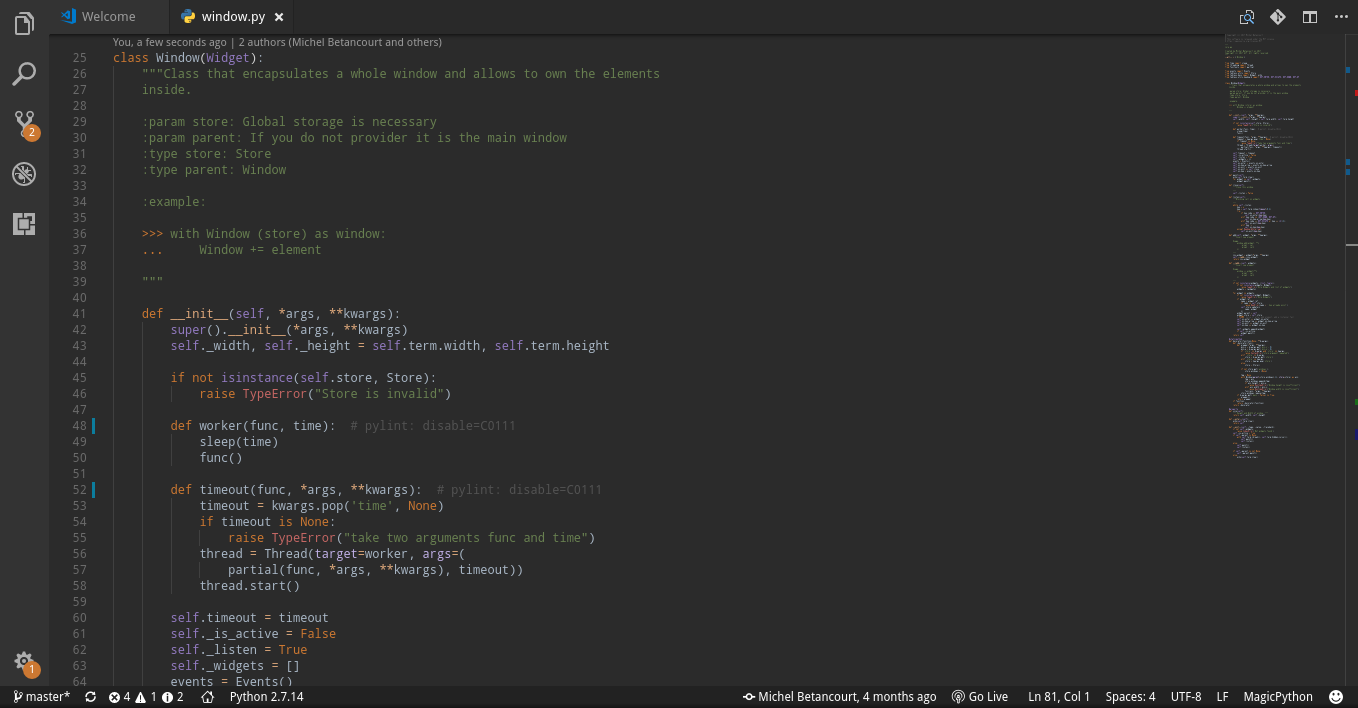 Welcome
window.py
You, a few seconds ago | 2 authors (Michel Betancourt and others)
25 class Window(Widget):
26     """Class that encapsulates a whole window and allows to own the elements
27     inside.
28
29     :param store: Global storage is necessary
30     :param parent: If you do not provider it is the main window
31     :type store: Store
32     :type parent: Window
33
34     :example:
35
36     >>> with Window (store) as window:
37     ...     Window += element
38
39     """
40
41     def __init__(self, *args, **kwargs):
42         super().__init__(*args, **kwargs)
43         self._width, self._height = self.term.width, self.term.height
44
45         if not isinstance(self.store, Store):
46             raise TypeError("Store is invalid")
47
48         def worker(func, time):  # pylint: disable=C0111
49             sleep(time)
50             func()
51
52         def timeout(func, *args, **kwargs):  # pylint: disable=C0111
53             timeout = kwargs.pop('time', None)
54             if timeout is None:
55                 raise TypeError("take two arguments func and time")
56             thread = Thread(target=worker, args=(
57                 partial(func, *args, **kwargs), timeout))
58             thread.start()
59
60         self.timeout = timeout
61         self._is_active = False
62         self._listen = True
63         self._widgets = []
64         events = Events()
2
1
master* 4 1 2 Python 2.7.14 Michel Betancourt, 4 months ago Go Live Ln 81, Col 1 Spaces: 4 UTF-8 LF MagicPython